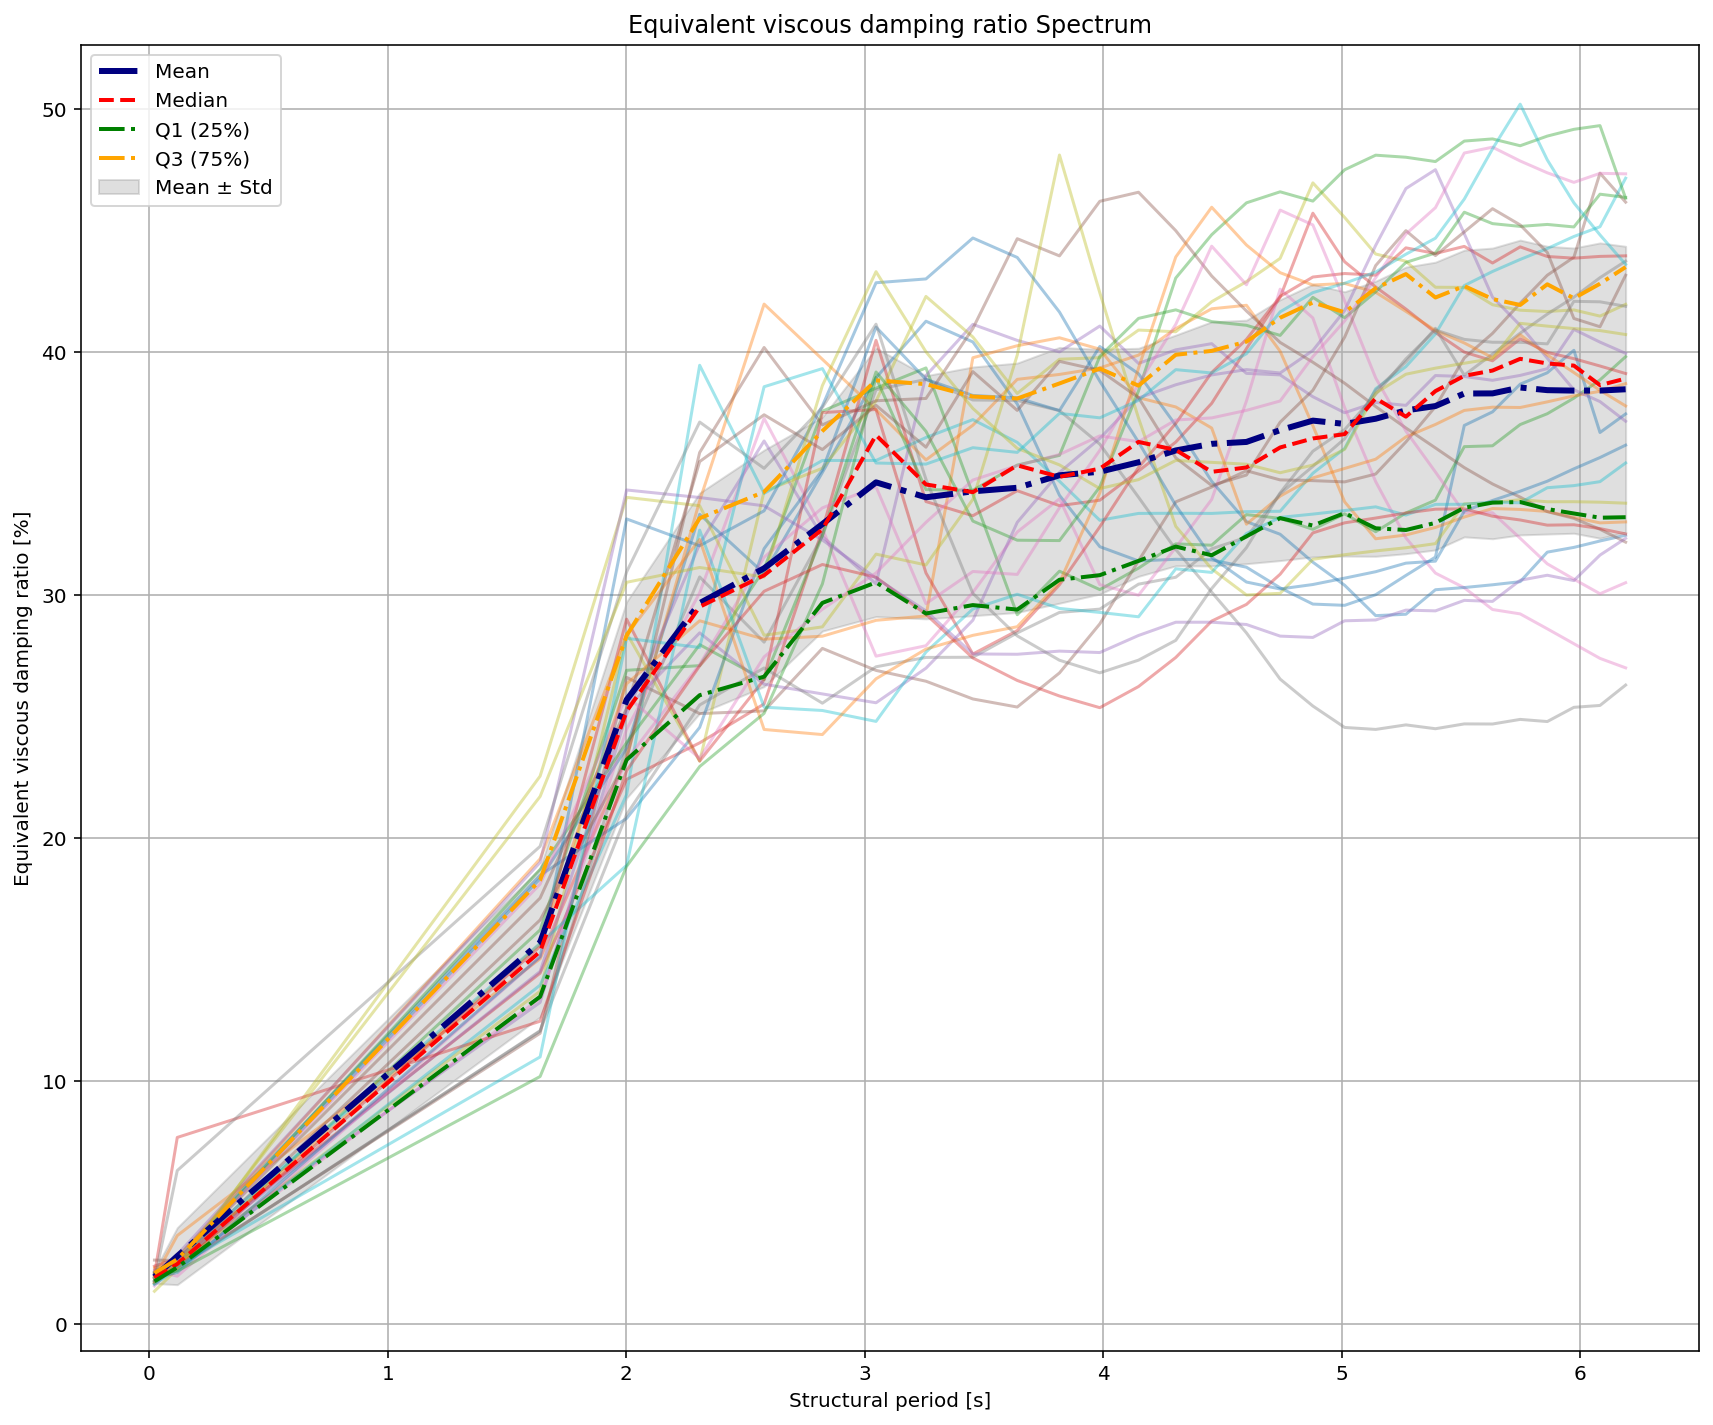 Equivalent viscous damping ratio Spectrum
Mean
Median
Q1 (25%)
Q3 (75%)
Mean ± Std
Equivalent viscous damping ratio [%]
50
40
30
20
10
0
0 1 2 3 4 5 6
Structural period [s]